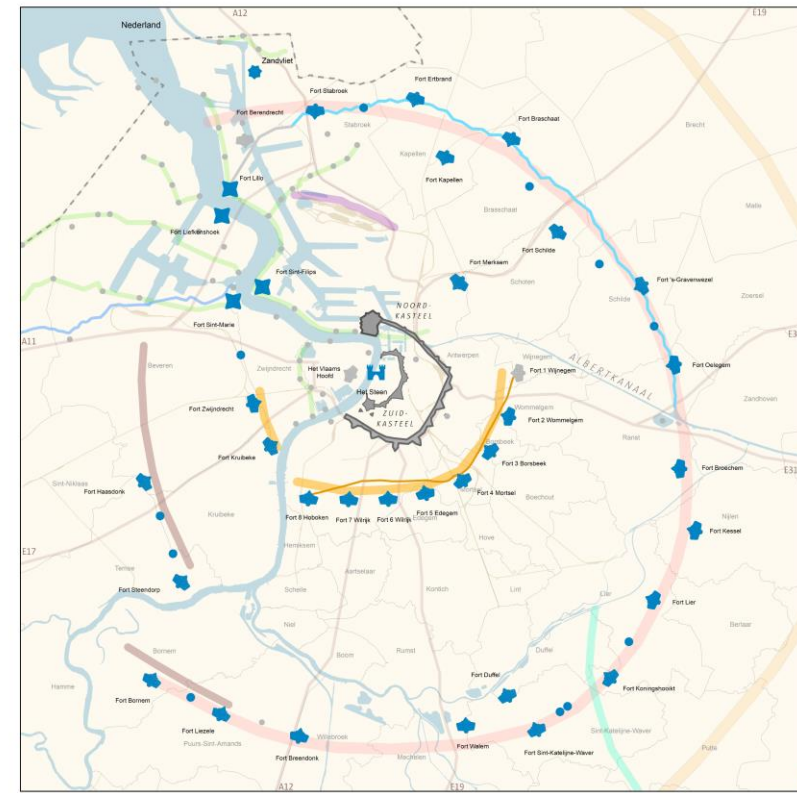 A12
E19
Nederland
Zandvliet
Fort Stabroek
Fort Ertbrand
Fort Berendrecht
Stabroek
Fort Braschaat
Brecht
Kapellen
Fort Kapellen
Fort Lillo
Brasschaat
Malle
Fort Liefkenshoek
Fort Schilde
Fort Merksem
Fort Sint-Filips
Schoten
Fort 's-Gravenwezel
Schilde
Zoersel
Fort Sint-Marie
NOORD-
KASTEEL
A11
E3
Beveren
Zwijndrecht
Het Vlaams
Hoofd
Antwerpen
Wijnegem
ALBERTKANAAL
Fort Oelegem
Fort 1 Wijnegem
Het Steen
Zandhoven
Fort Zwijndrecht
ZUID-
KASTEEL
Wommelgem
Fort 2 Wommelgem
Ranst
Fort Kruibeke
Borsbeek
Fort 3 Borsbeek
Fort Broechem
E31
Sint-Niklaas
Fort Haasdonk
Mortsel
Fort 4 Mortsel
Boechout
Kruibeke
Fort 8 Hoboken
Fort 7 Wilrijk
Fort 6 Wilrijk
Fort 5 Edegem
Edegem
Nijlen
Fort Kessel
Hemiksem
Hove
E17
Temse
Aartselaar
Fort Steendorp
Schelle
Kontich
Lint
Lier
Fort Lier
Niel
Berlaar
Bornem
Boom
Rumst
Duffel
Fort Duffel
Hamme
Fort Bornem
Fort Koningshooikt
Fort Liezele
Fort Walem
Fort Sint-Katelijne-Waver
Sint-Katelijne-Waver
Puurs-Sint-Amands
Fort Breendonk
Willebroek
Mechelen
Putte
A12
E19